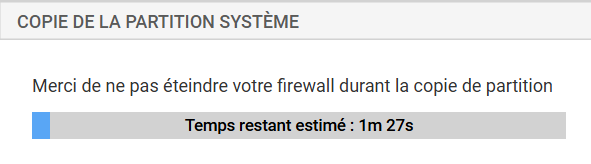 COPIE DE LA PARTITION SYSTÈME
Merci de ne pas éteindre votre firewall durant la copie de partition
Temps restant estimé : 1m 27s